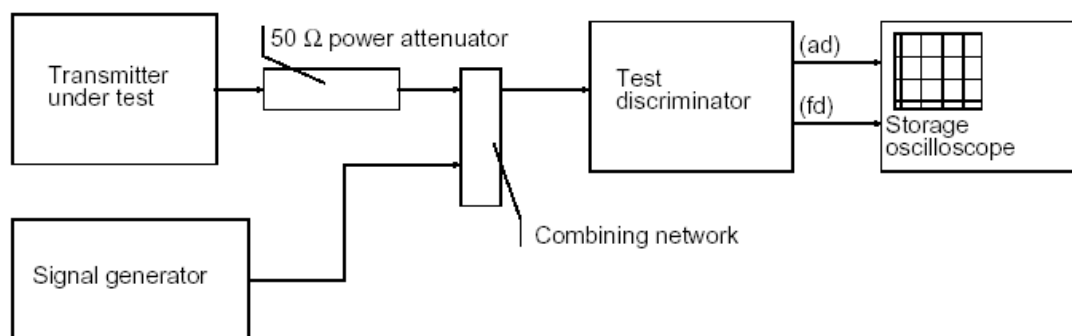 50 Ω power attenuator
Transmitter
under test
Test
discriminator
(ad)
(fd)
Storage
oscilloscope
Combining network
Signal generator